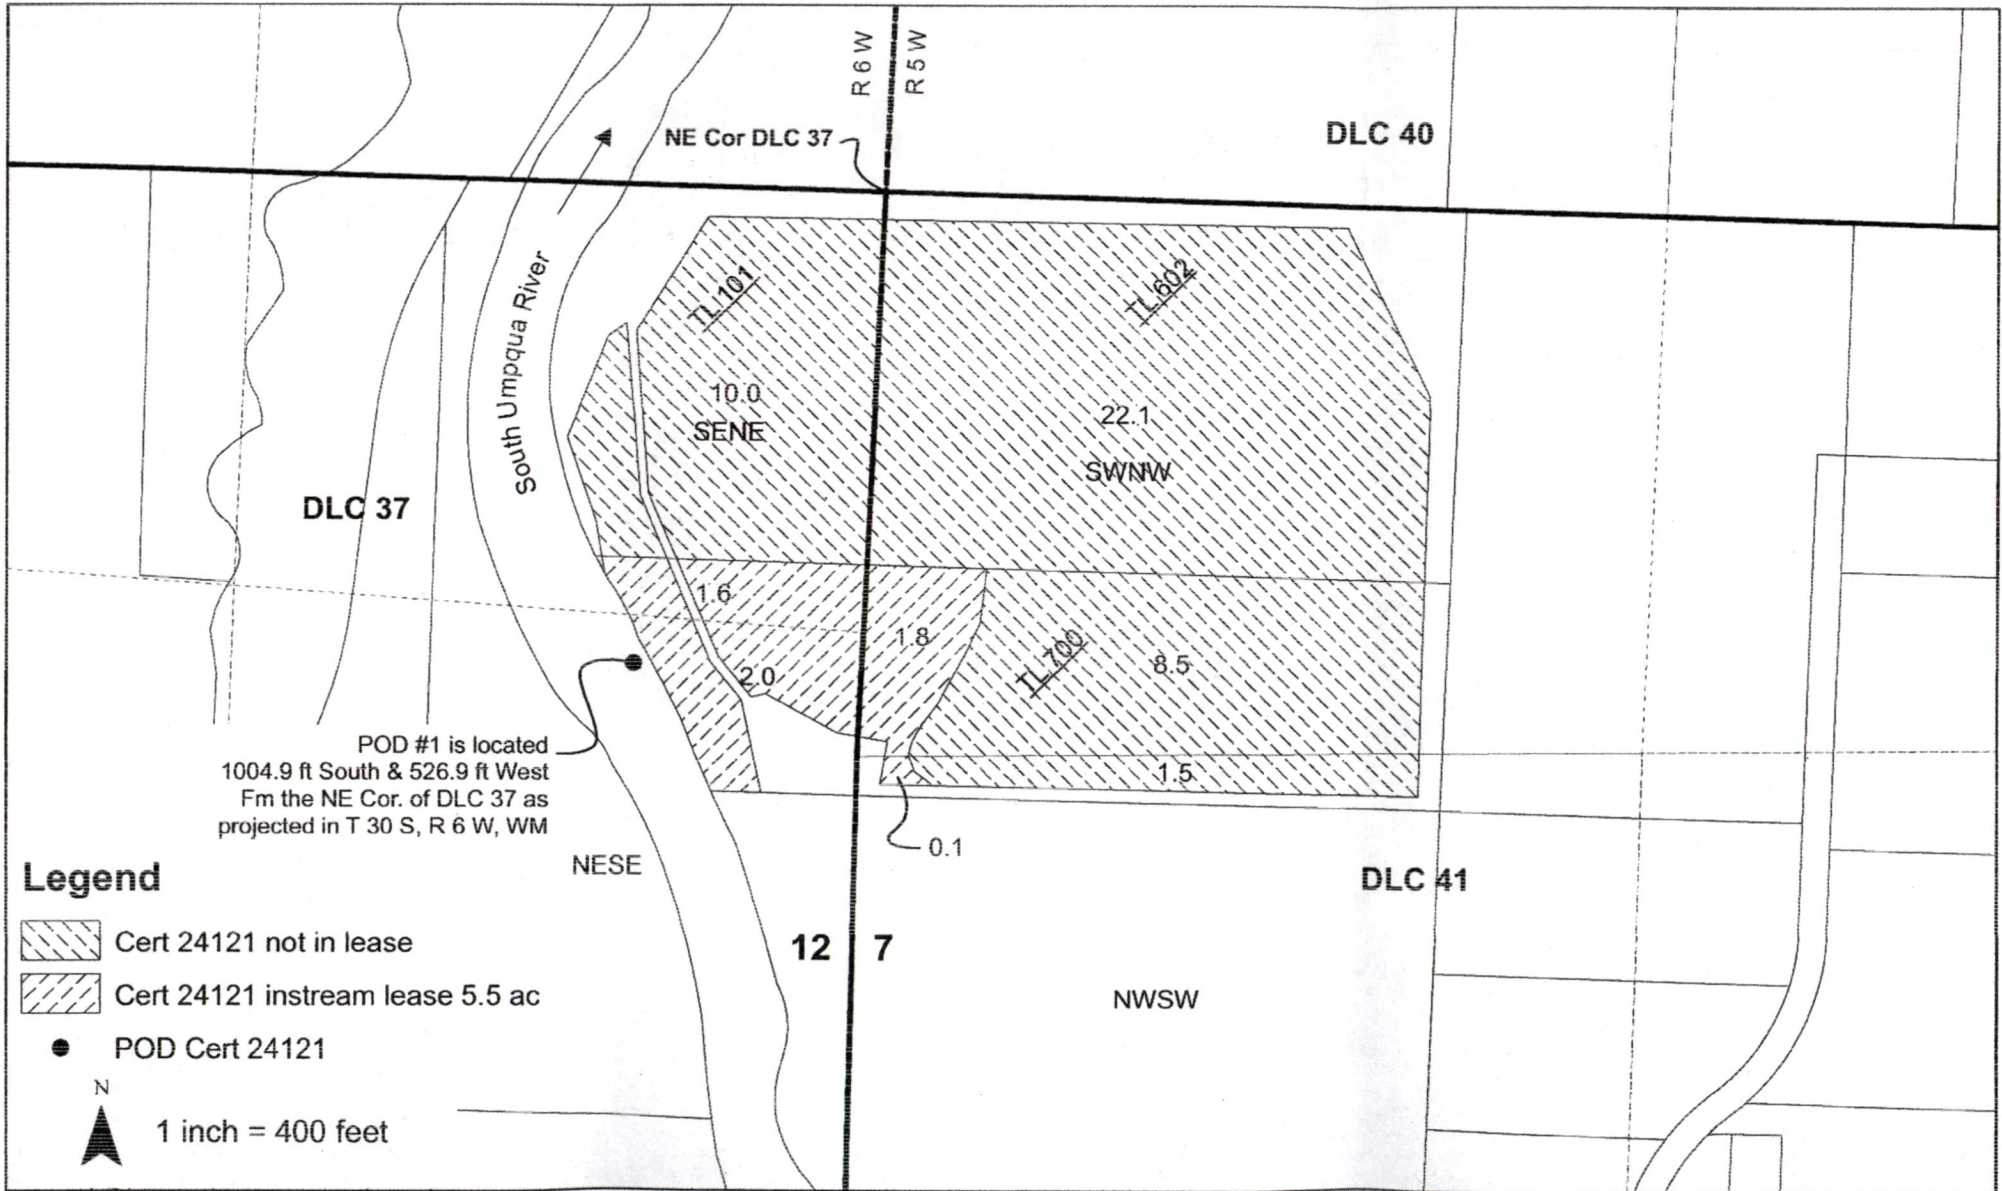 R 6 W
R 5 W
NE Cor DLC 37
DLC 40
South Umpqua River
TL 101
TL 602
10.0
SENE
22.1
SWNW
DLC 37
1.6
1.8
2.0
TL 700
8.5
1.5
0.1
POD #1 is located
1004.9 ft South & 526.9 ft West
Fm the NE Cor. of DLC 37 as
projected in T 30 S, R 6 W, WM
NESE
DLC 41
12
7
NWSW
Legend
Cert 24121 not in lease
Cert 24121 instream lease 5.5 ac
POD Cert 24121
N
1 inch = 400 feet